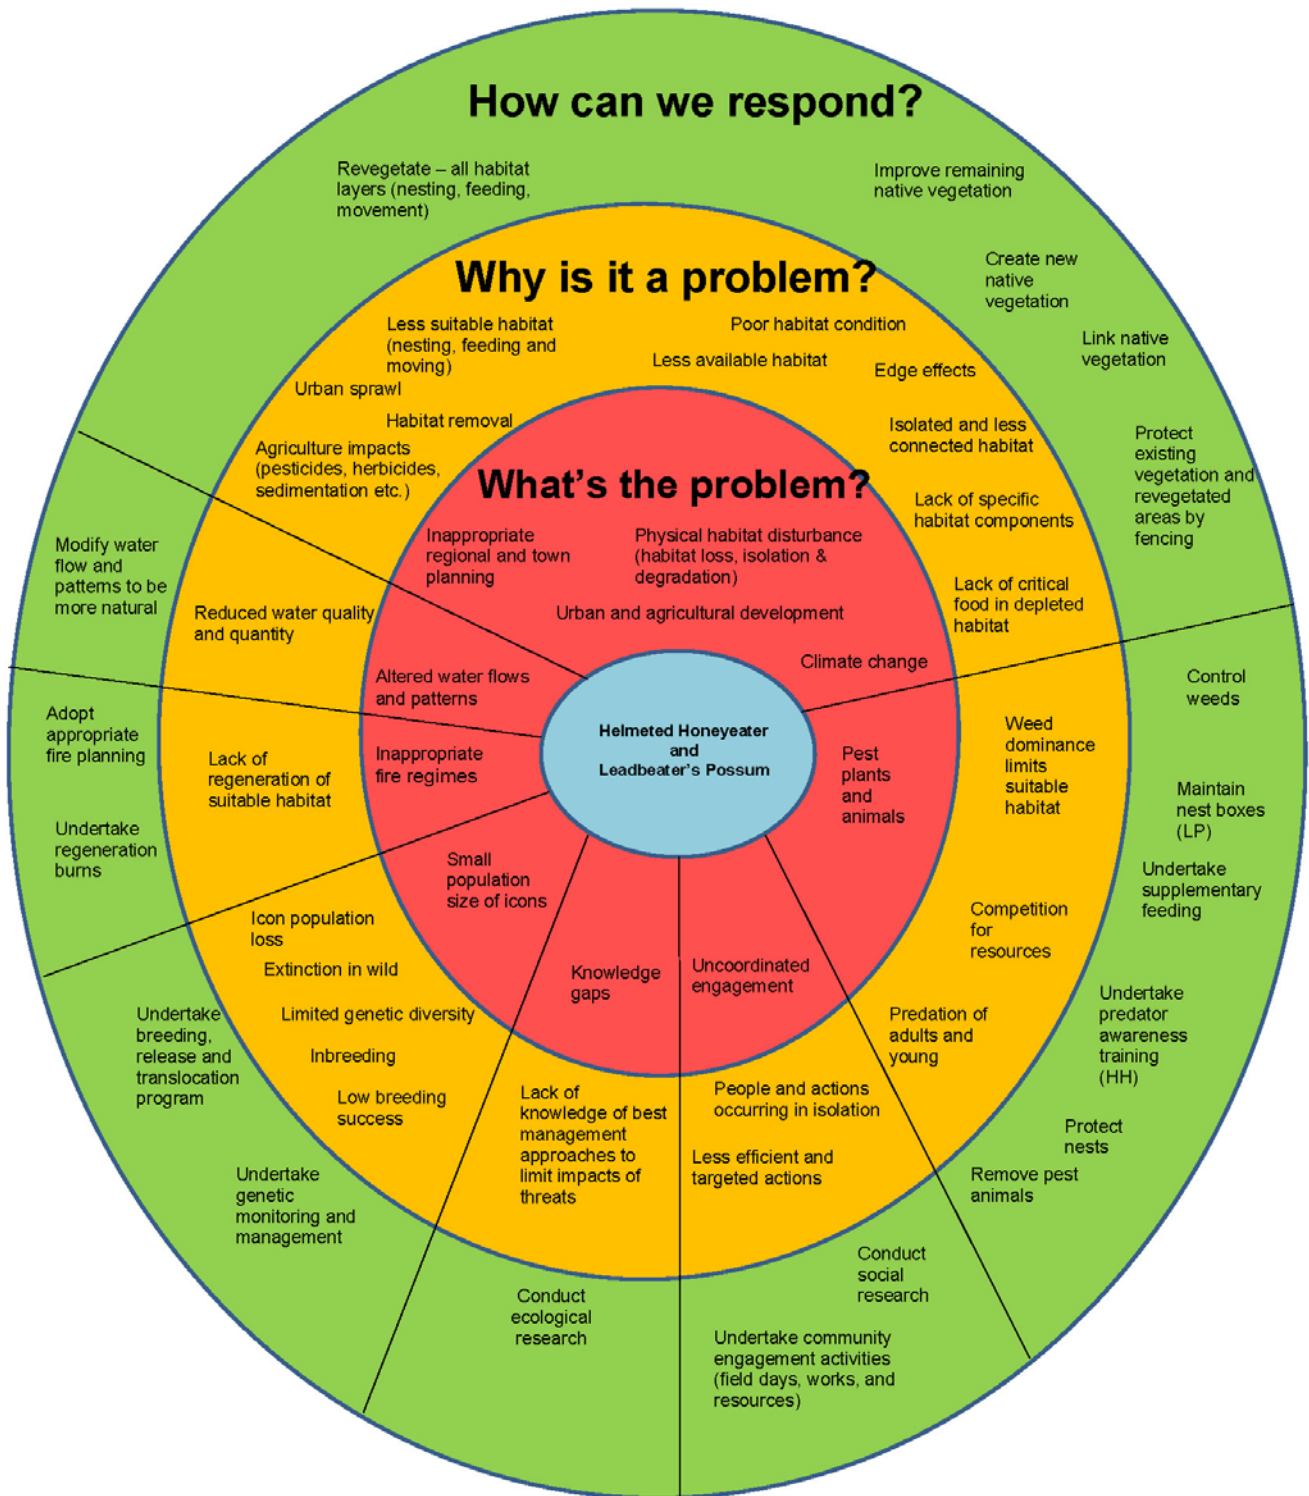 How can we respond?
Revegetate – all habitat
layers (nesting, feeding,
movement)
Improve remaining
native vegetation
Create new
native
vegetation
Link native
vegetation
Protect
existing
vegetation and
revegetated
areas by
fencing
Why is it a problem?
Less suitable habitat
(nesting, feeding and
moving)
Poor habitat condition
Less available habitat
Edge effects
Urban sprawl
Habitat removal
Agriculture impacts
(pesticides, herbicides,
sedimentation etc.)
Isolated and less
connected habitat
Lack of specific
habitat components
Lack of critical
food in depleted
habitat
What's the problem?
Inappropriate
regional and town
planning
Physical habitat disturbance
(habitat loss, isolation &
degradation)
Urban and agricultural development
Climate change
Modify water
flow and
patterns to be
more natural
Reduced water quality
and quantity
Altered water flows
and patterns
Adopt
appropriate
fire planning
Undertake
regeneration
burns
Lack of
regeneration of
suitable habitat
Inappropriate
fire regimes
Helmeted Honeyeater
and
Leadbeater's Possum
Pest
plants
and
animals
Weed
dominance
limits
suitable
habitat
Competition
for
resources
Predation of
adults and
young
Control
weeds
Maintain
nest boxes
(LP)
Undertake
supplementary
feeding
Undertake
predator
awareness
training
(HH)
Protect
nests
Remove pest
animals
Small
population
size of icons
Icon population
loss
Extinction in wild
Limited genetic diversity
Inbreeding
Low breeding
success
Undertake
breeding,
release and
translocation
program
Undertake
genetic
monitoring and
management
Knowledge
gaps
Lack of
knowledge of best
management
approaches to
limit impacts of
threats
Conduct
ecological
research
Uncoordinated
engagement
People and actions
occurring in isolation
Less efficient and
targeted actions
Conduct
social
research
Undertake community
engagement activities
(field days, works, and
resources)